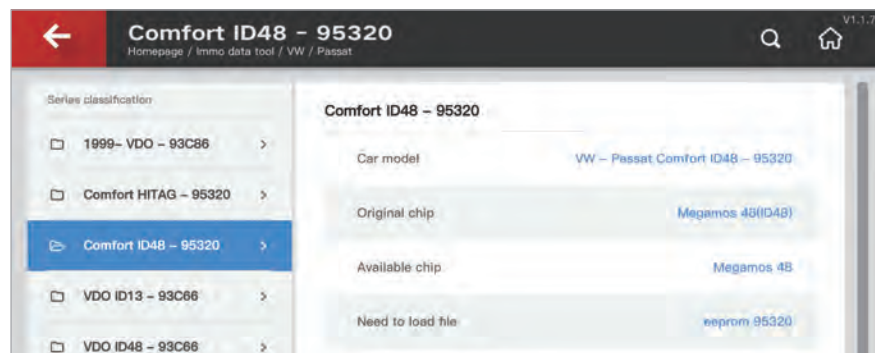 Comfort ID48 – 95320
V1.1.7
Homepage / Immo data tool / VW / Passat
Series classification
1999– VDO – 93C86
Comfort HITAG – 95320
Comfort ID48 – 95320
VDO ID13 – 93C66
VDO ID48 – 93C66
Comfort ID48 – 95320
Car model
VW – Passat Comfort ID48 – 95320
Original chip
Megamos 48(ID48)
Available chip
Megamos 48
Need to load file
eeprom 95320